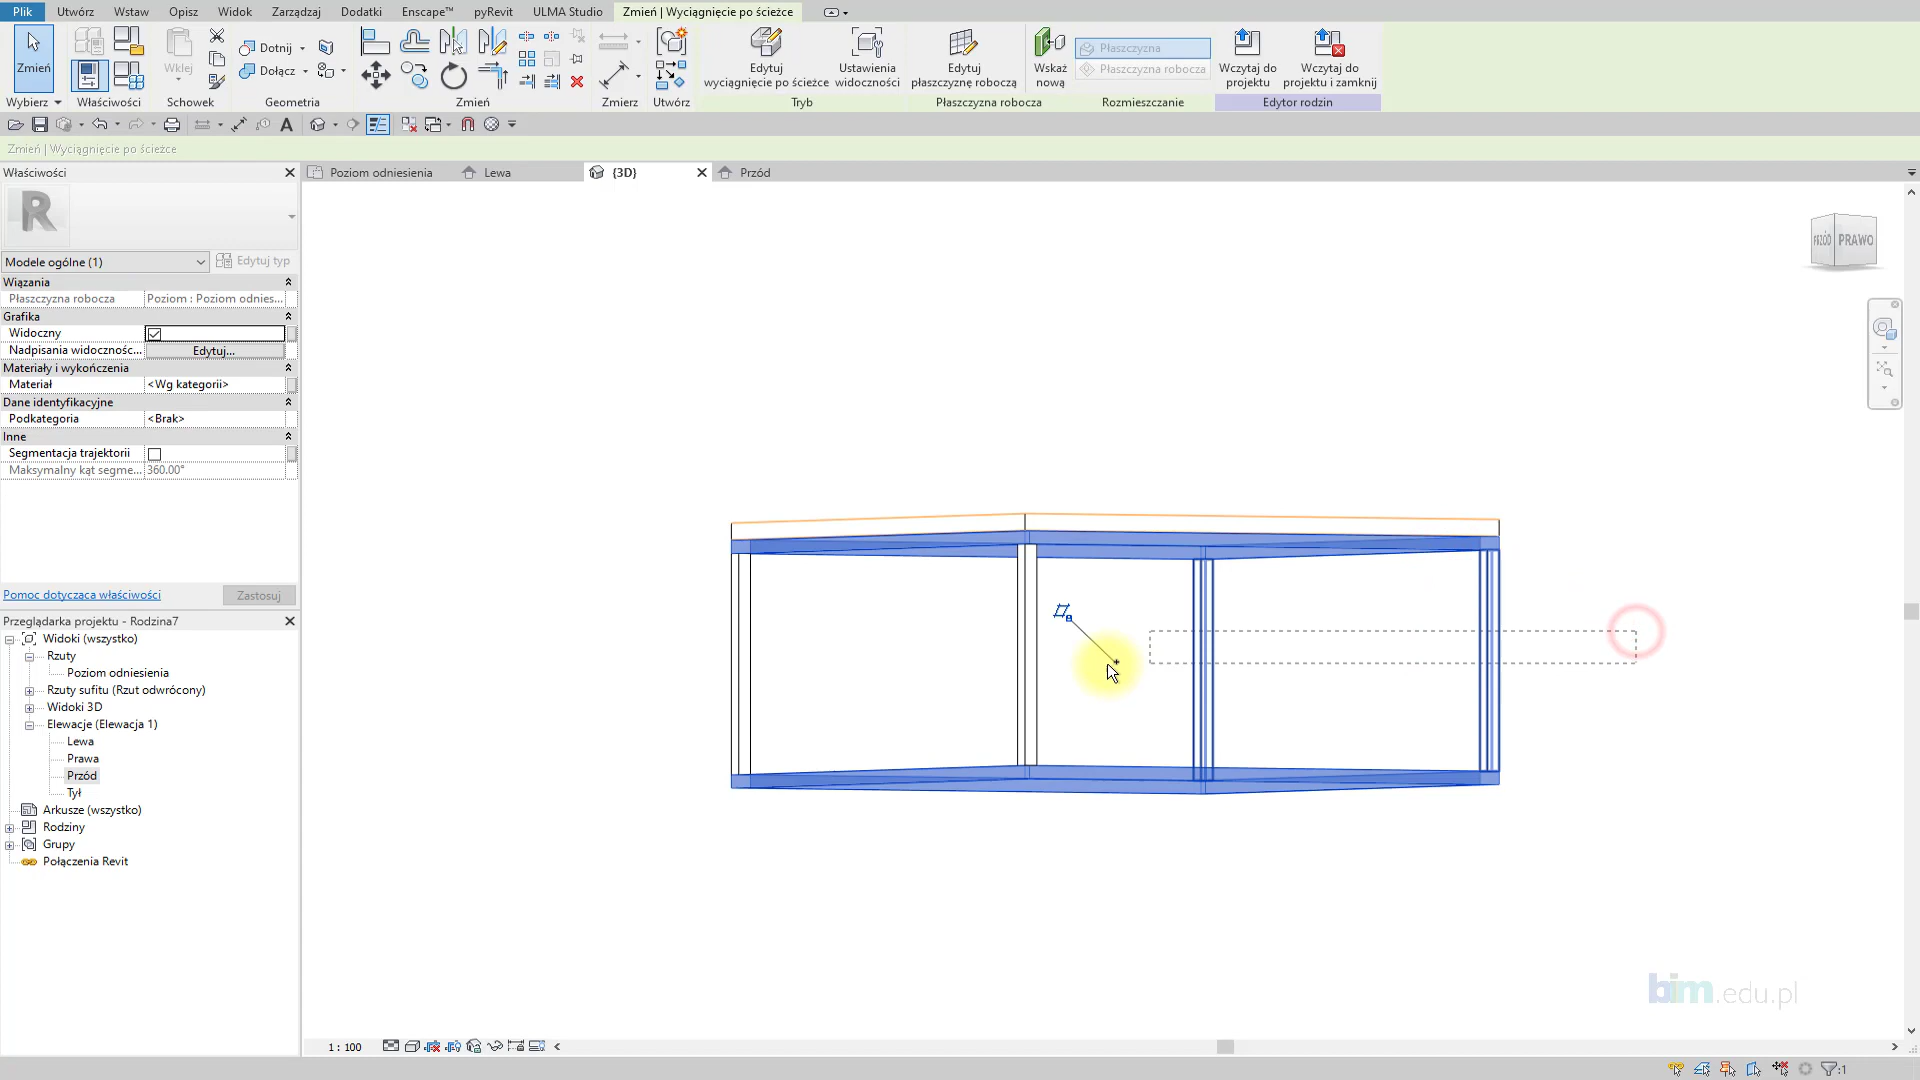 Plik Utwórz Wstaw Opisz Widok Zarządzaj Dodatki Enscape™ pyRevit ULMA Studio Zmień | Wyciągnięcie po ścieżce
Zmień
Wklej
Dotnij
Dołącz
Edytuj
wyciągnięcie po ścieżce
Ustawienia
widoczności
Edytuj
płaszczyznę roboczą
Wskaż
nową
Płaszczyzna
Płaszczyzna robocza
Wczytaj do
projektu
Wczytaj do
projektu i zamknij
Wybierz Właściwości Schowek Geometria Zmień Zmierz Utwórz Tryb Płaszczyzna robocza Rozmieszczanie Edytor rodzin
A
Zmień | Wyciągnięcie po ścieżce
Właściwości
Poziom odniesienia Lewa {3D} Przód
R
Modele ogólne (1) Edytuj typ
Wiązania
Płaszczyzna robocza Poziom : Poziom odnies...
Grafika
Widoczny
Nadpisania widocznośc... Edytuj...
Materiały i wykończenia
Materiał <Wg kategorii>
Dane identyfikacyjne
Podkategoria <Brak>
Inne
Segmentacja trajektorii
Maksymalny kąt segme... 360.00°
Pomoc dotycząca właściwości Zastosuj
Przeglądarka projektu - Rodzina7
Widoki (wszystko)
Rzuty
Poziom odniesienia
Rzuty sufitu (Rzut odwrócony)
Widoki 3D
Elewacje (Elewacja 1)
Lewa
Prawa
Przód
Tył
Arkusze (wszystko)
Rodziny
Grupy
Połączenia Revit
PRZÓD PRAWO
bim.edu.pl
1 : 100
:1